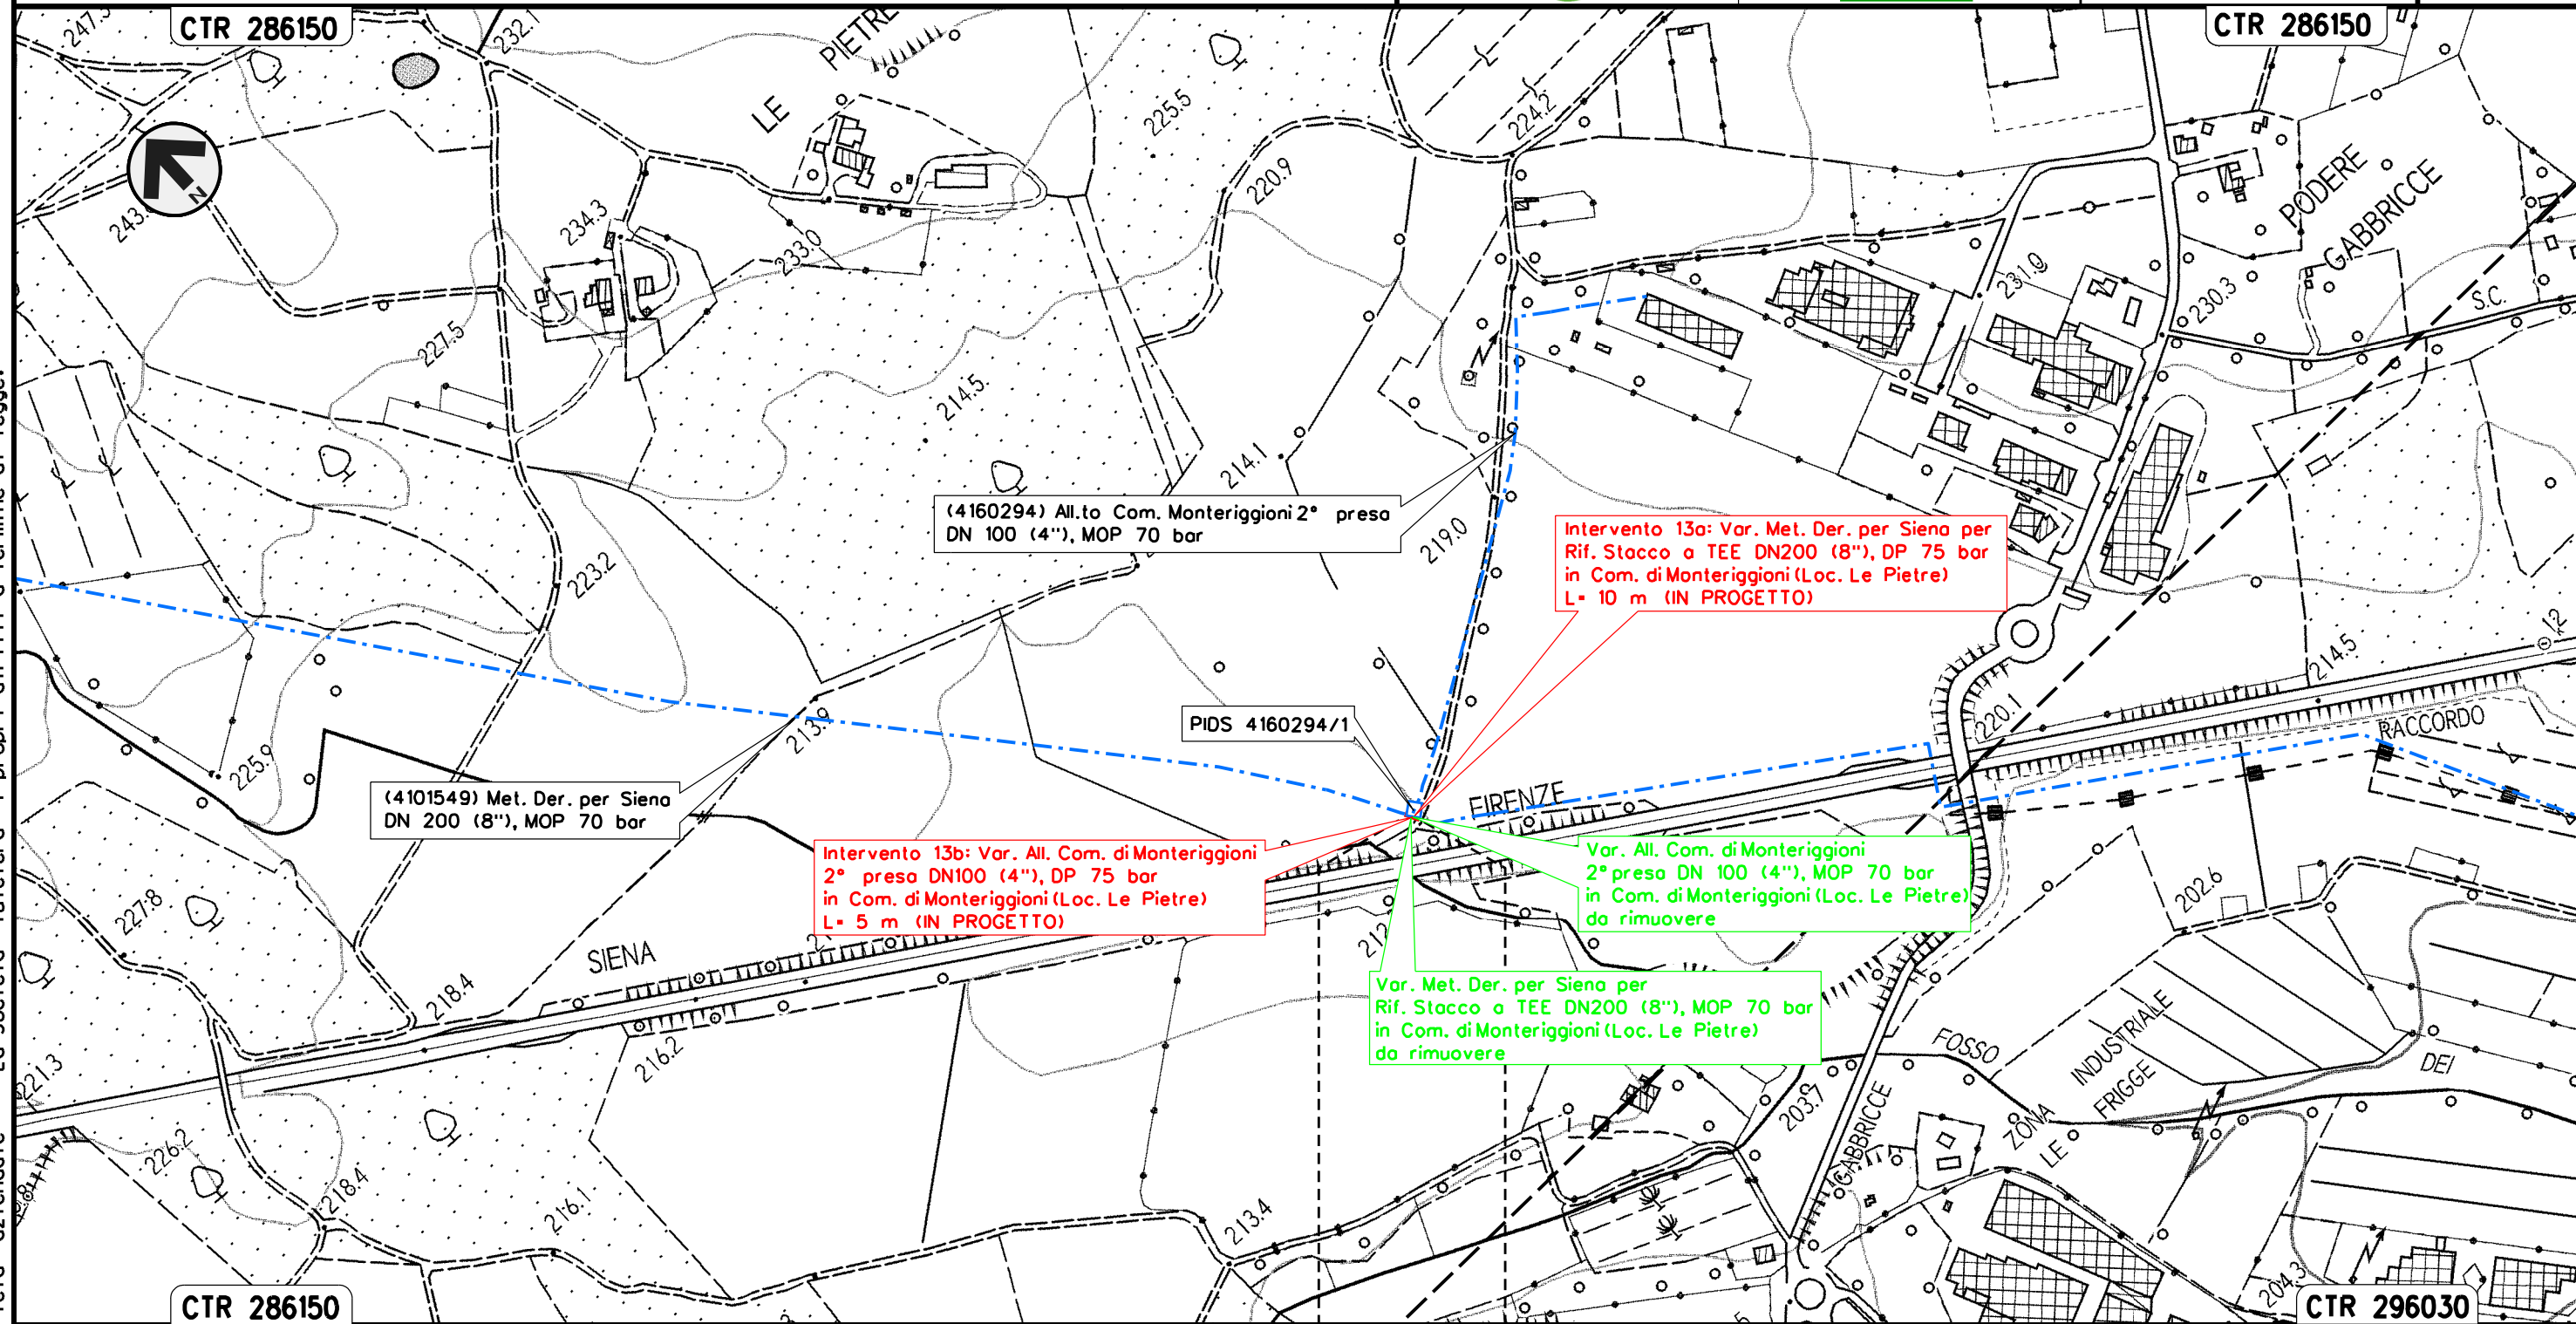 CTR 286150
CTR 286150
247.5
232.1
LE PIETRE
225.5
224.2
220.9
N
243.
234.3
233.0
PODERE
GABBRICCE
231.0
230.3
S.C.
227.5
214.5
214.1
219.0
(4160294) All.to Com. Monteriggioni 2° presa
DN 100 (4"), MOP 70 bar
Intervento 13a: Var. Met. Der. per Siena per
Rif. Stacco a TEE DN200 (8"), DP 75 bar
in Com. di Monteriggioni (Loc. Le Pietre)
L= 10 m (IN PROGETTO)
223.2
12
214.5
220.1
RACCORDO
213.9
PIDS 4160294/1
225.9
(4101549) Met. Der. per Siena
DN 200 (8"), MOP 70 bar
FIRENZE
Intervento 13b: Var. All. Com. di Monteriggioni
2° presa DN100 (4"), DP 75 bar
in Com. di Monteriggioni (Loc. Le Pietre)
L= 5 m (IN PROGETTO)
Var. All. Com. di Monteriggioni
2° presa DN 100 (4"), MOP 70 bar
in Com. di Monteriggioni (Loc. Le Pietre)
da rimuovere
202.6
227.8
SIENA
212
218.4
Var. Met. Der. per Siena per
Rif. Stacco a TEE DN200 (8"), MOP 70 bar
in Com. di Monteriggioni (Loc. Le Pietre)
da rimuovere
216.2
221.3
FOSSO
DEI
ZONA INDUSTRIALE
LE FRIGGE
203.7
GABBRICCE
226.2
218.4
216.1
213.4
204.3
CTR 286150
CTR 296030